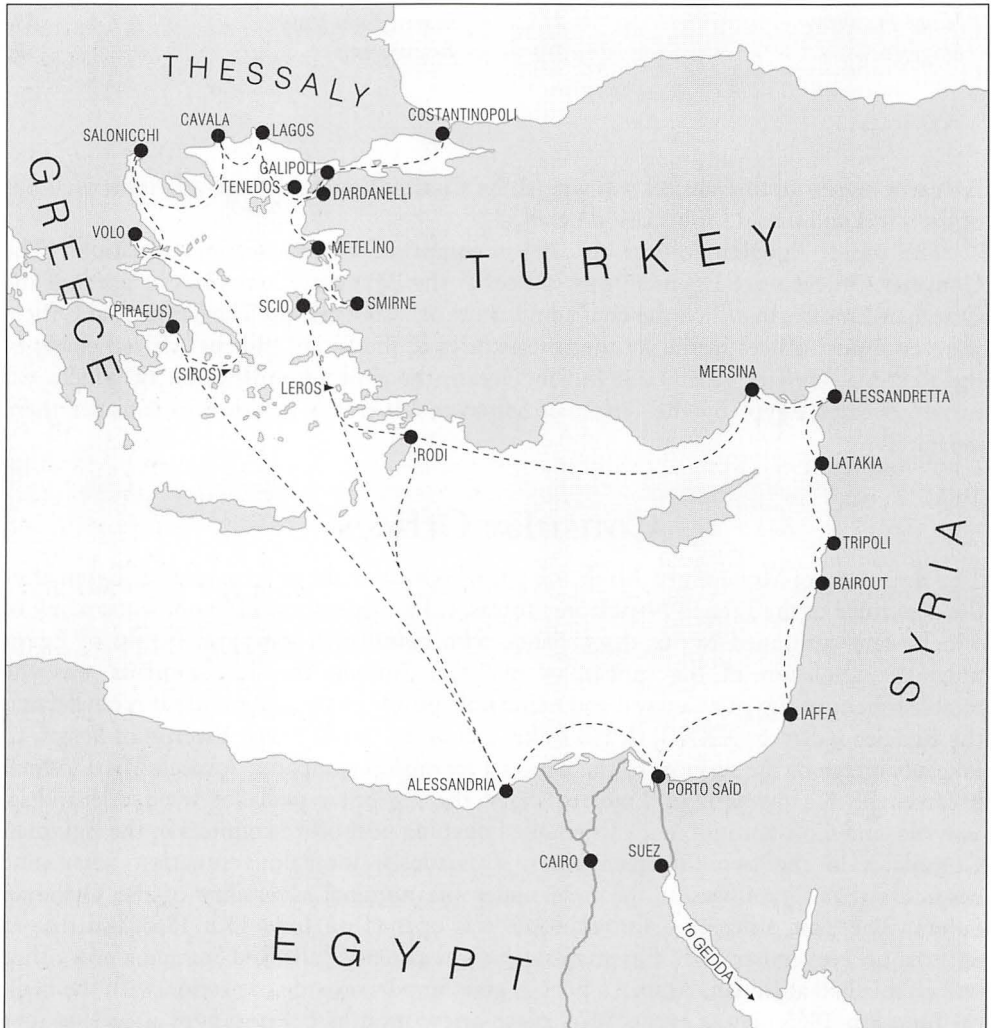 THESSALY
COSTANTINOPOLI
CAVALA
LAGOS
SALONICCHI
GALIPOLI
TENEDOS
DARDANELLI
GREECE
VOLO
METELINO
TURKEY
SCIO
SMIRNE
(PIRAEUS)
(SIROS)
LEROS
MERSINA
ALESSANDRETTA
RODI
LATAKIA
TRIPOLI
BAIROUT
SYRIA
IAFFA
ALESSANDRIA
PORTO SAÏD
CAIRO
SUEZ
EGYPT
to GEDDA